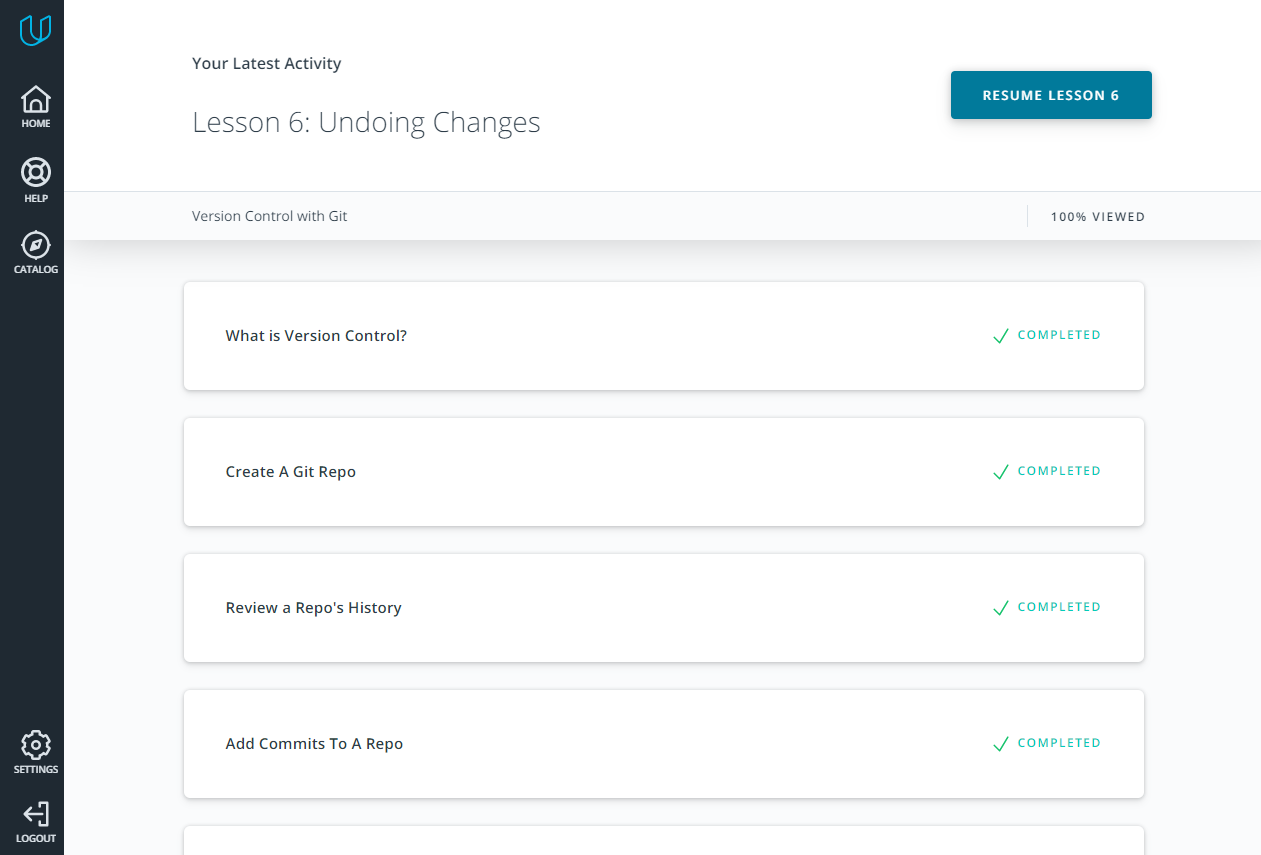 HOME
HELP
CATALOG
SETTINGS
LOGOUT
Your Latest Activity
Lesson 6: Undoing Changes
RESUME LESSON 6
Version Control with Git
100% VIEWED
What is Version Control?
COMPLETED
Create A Git Repo
COMPLETED
Review a Repo's History
COMPLETED
Add Commits To A Repo
COMPLETED